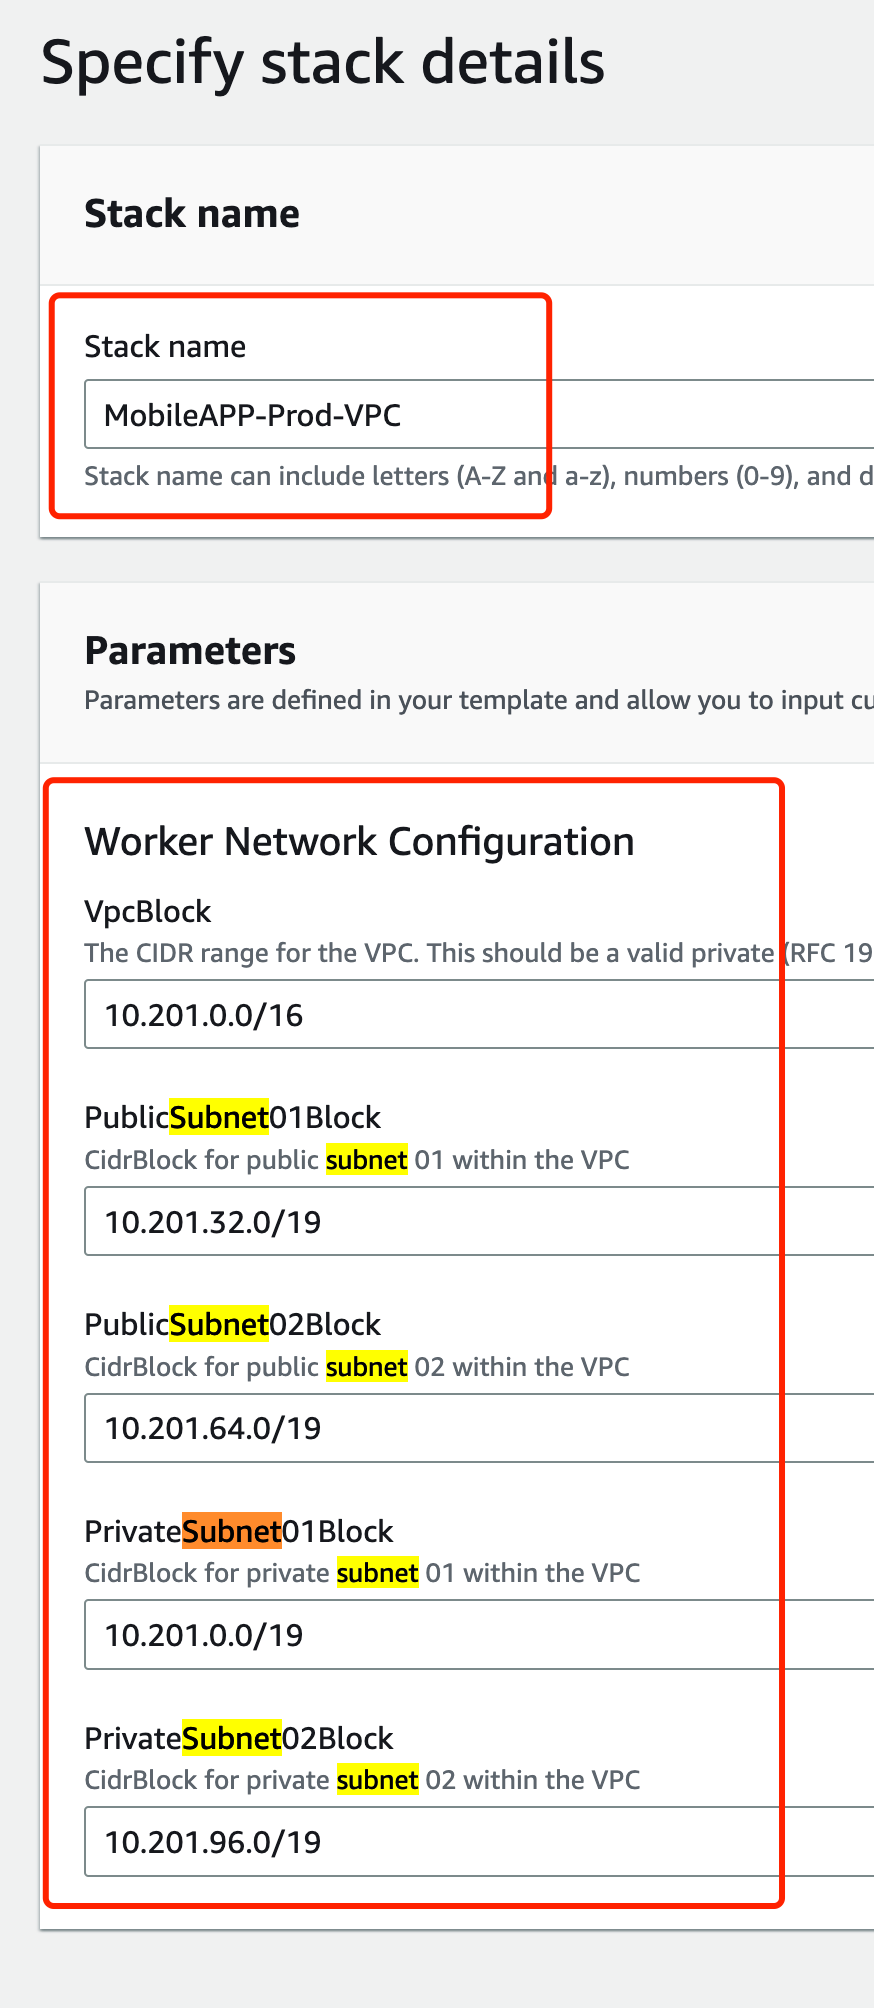 Specify stack details
Stack name
Stack name
MobileAPP-Prod-VPC
Stack name can include letters (A-Z and a-z), numbers (0-9), and d
Parameters
Parameters are defined in your template and allow you to input cu
Worker Network Configuration
VpcBlock
The CIDR range for the VPC. This should be a valid private (RFC 19
10.201.0.0/16
PublicSubnet01Block
CidrBlock for public subnet 01 within the VPC
10.201.32.0/19
PublicSubnet02Block
CidrBlock for public subnet 02 within the VPC
10.201.64.0/19
PrivateSubnet01Block
CidrBlock for private subnet 01 within the VPC
10.201.0.0/19
PrivateSubnet02Block
CidrBlock for private subnet 02 within the VPC
10.201.96.0/19